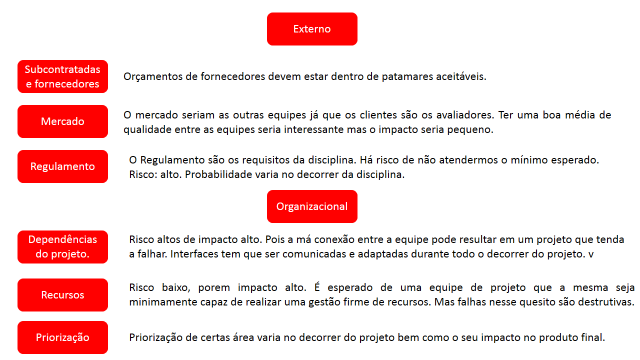 Externo
Subcontratadas
e fornecedores
Orçamentos de fornecedores devem estar dentro de patamares aceitáveis.
Mercado
O mercado seriam as outras equipes já que os clientes são os avaliadores. Ter uma boa média de
qualidade entre as equipes seria interessante mas o impacto seria pequeno.
Regulamento
O Regulamento são os requisitos da disciplina. Há risco de não atendermos o mínimo esperado.
Risco: alto. Probabilidade varia no decorrer da disciplina.
Organizacional
Dependências
do projeto.
Risco altos de impacto alto. Pois a má conexão entre a equipe pode resultar em um projeto que tenda
a falhar. Interfaces tem que ser comunicadas e adaptadas durante todo o decorrer do projeto. v
Recursos
Risco baixo, porem impacto alto. É esperado de uma equipe de projeto que a mesma seja
minimamente capaz de realizar uma gestão firme de recursos. Mas falhas nesse quesito são destrutivas.
Priorização
Priorização de certas área varia no decorrer do projeto bem como o seu impacto no produto final.